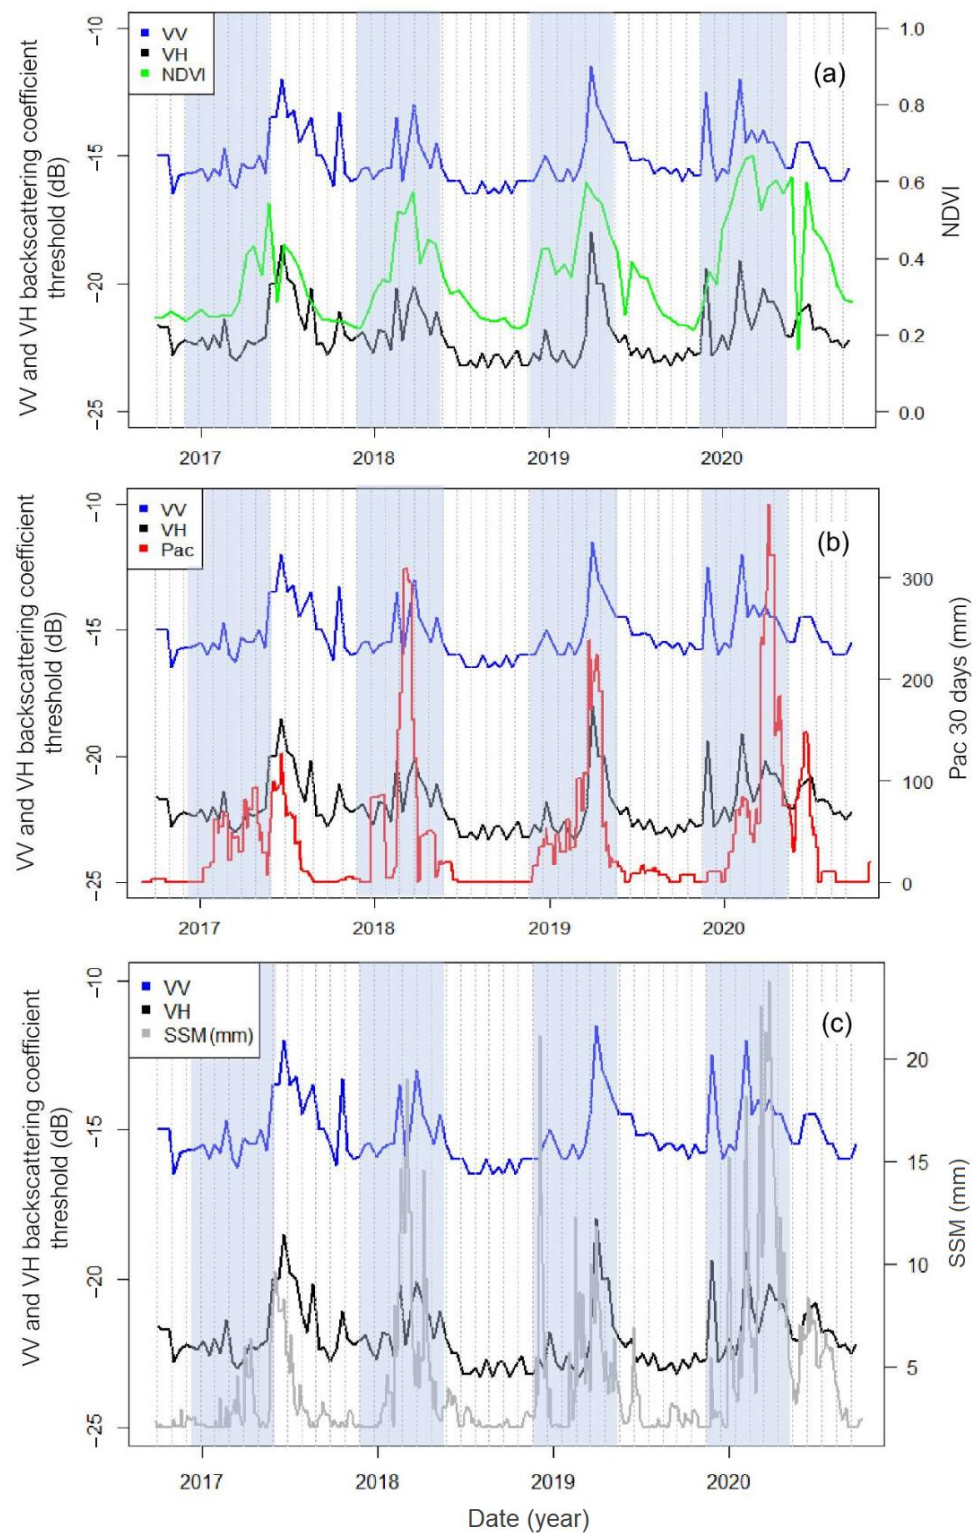 VV and VH backscattering coefficient
threshold (dB)
-10
-15
-20
-25
VV
VH
NDVI
(a)
1.0
0.8
0.6
0.4
0.2
0.0
NDVI
2017
2018
2019
2020
VV and VH backscattering coefficient
threshold (dB)
-10
-15
-20
-25
VV
VH
Pac
(b)
300
200
100
0
Pac 30 days (mm)
2017
2018
2019
2020
VV and VH backscattering coefficient
threshold (dB)
-10
-15
-20
-25
VV
VH
SSM (mm)
(c)
20
15
10
5
SSM (mm)
2017
2018
2019
2020
Date (year)